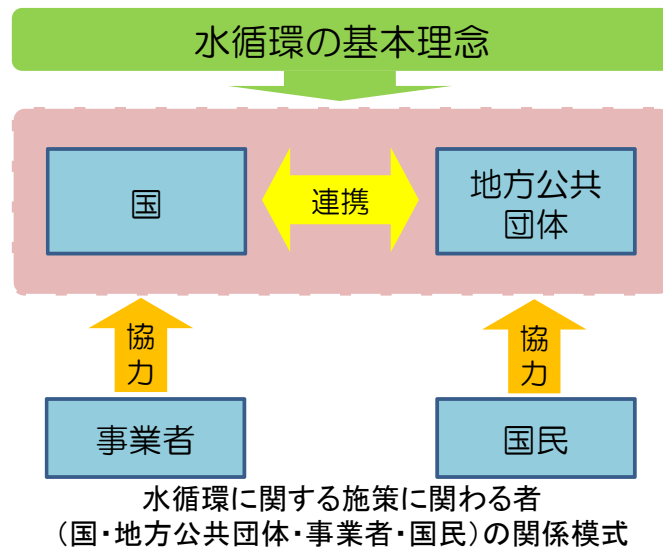 水循環の基本理念
国
連携
地方公共
団体
協
力
協
力
事業者
国民
水循環に関する施策に関わる者
(国・地方公共団体・事業者・国民)の関係模式